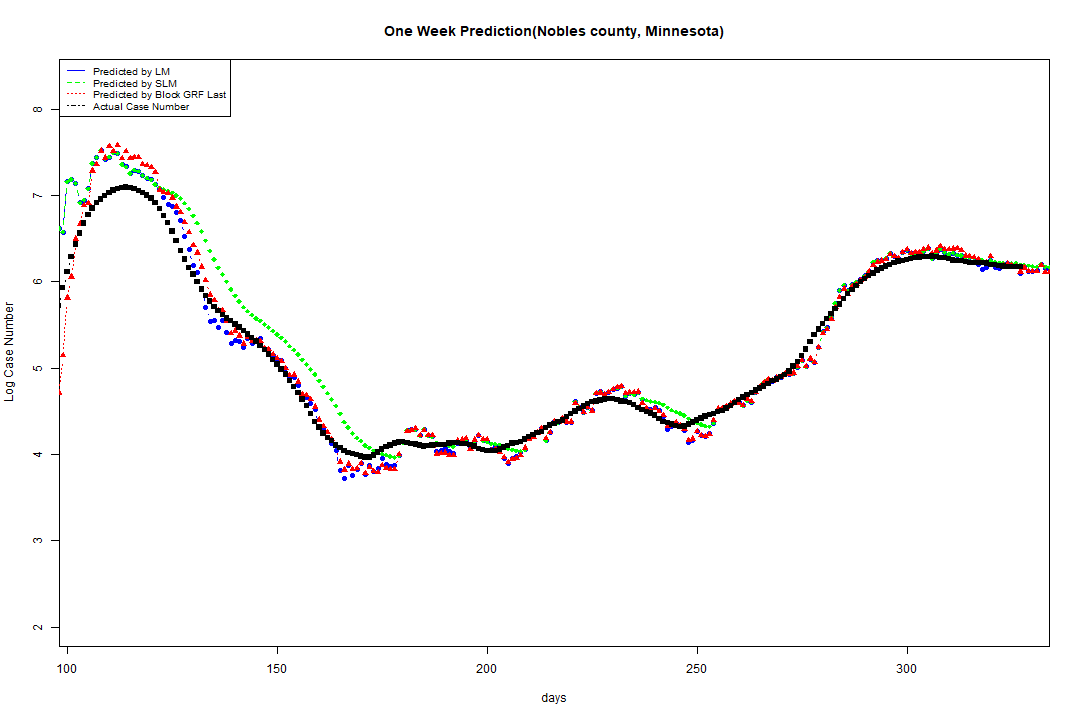 One Week Prediction(Nobles county, Minnesota)
Predicted by LM
Predicted by SLM
Predicted by Block GRF Last
Actual Case Number
Log Case Number
8
7
6
5
4
3
2
100 150 200 250 300
days